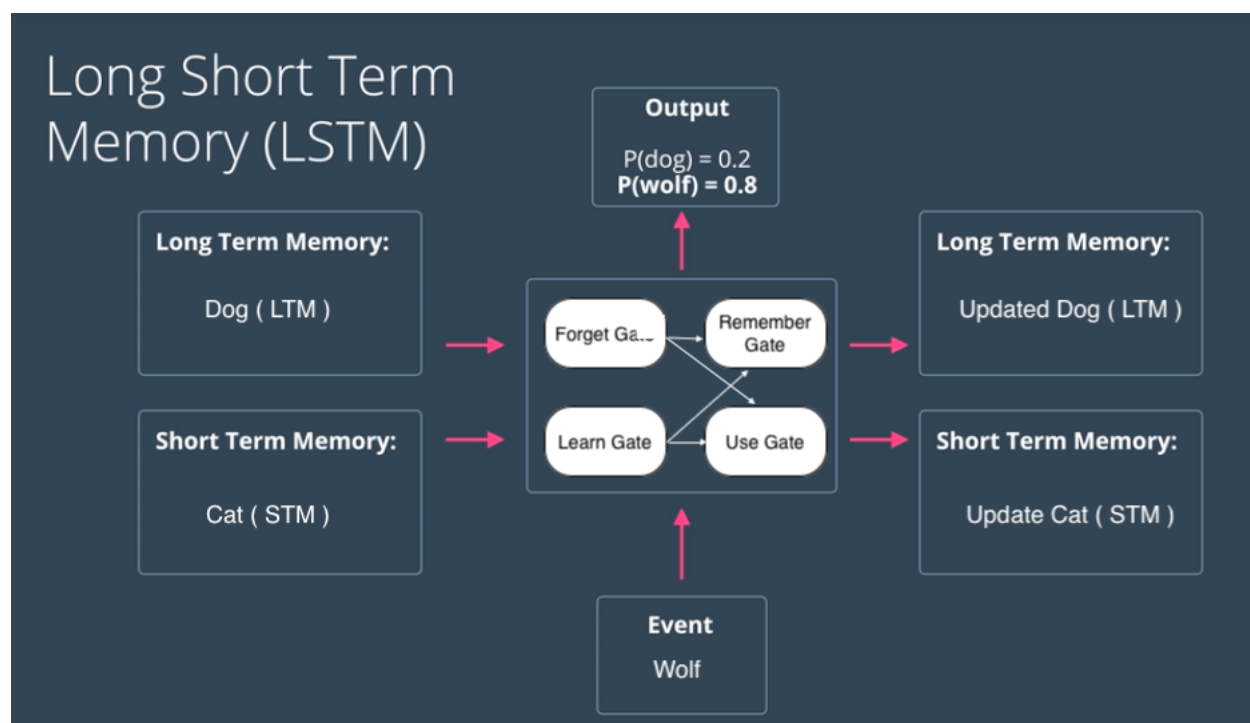 Long Short Term
Memory (LSTM)
Output
P(dog) = 0.2
P(wolf) = 0.8
Long Term Memory:
Dog ( LTM )
Short Term Memory:
Cat ( STM )
Forget Ga
Remember
Gate
Learn Gate
Use Gate
Long Term Memory:
Updated Dog ( LTM )
Short Term Memory:
Update Cat ( STM )
Event
Wolf